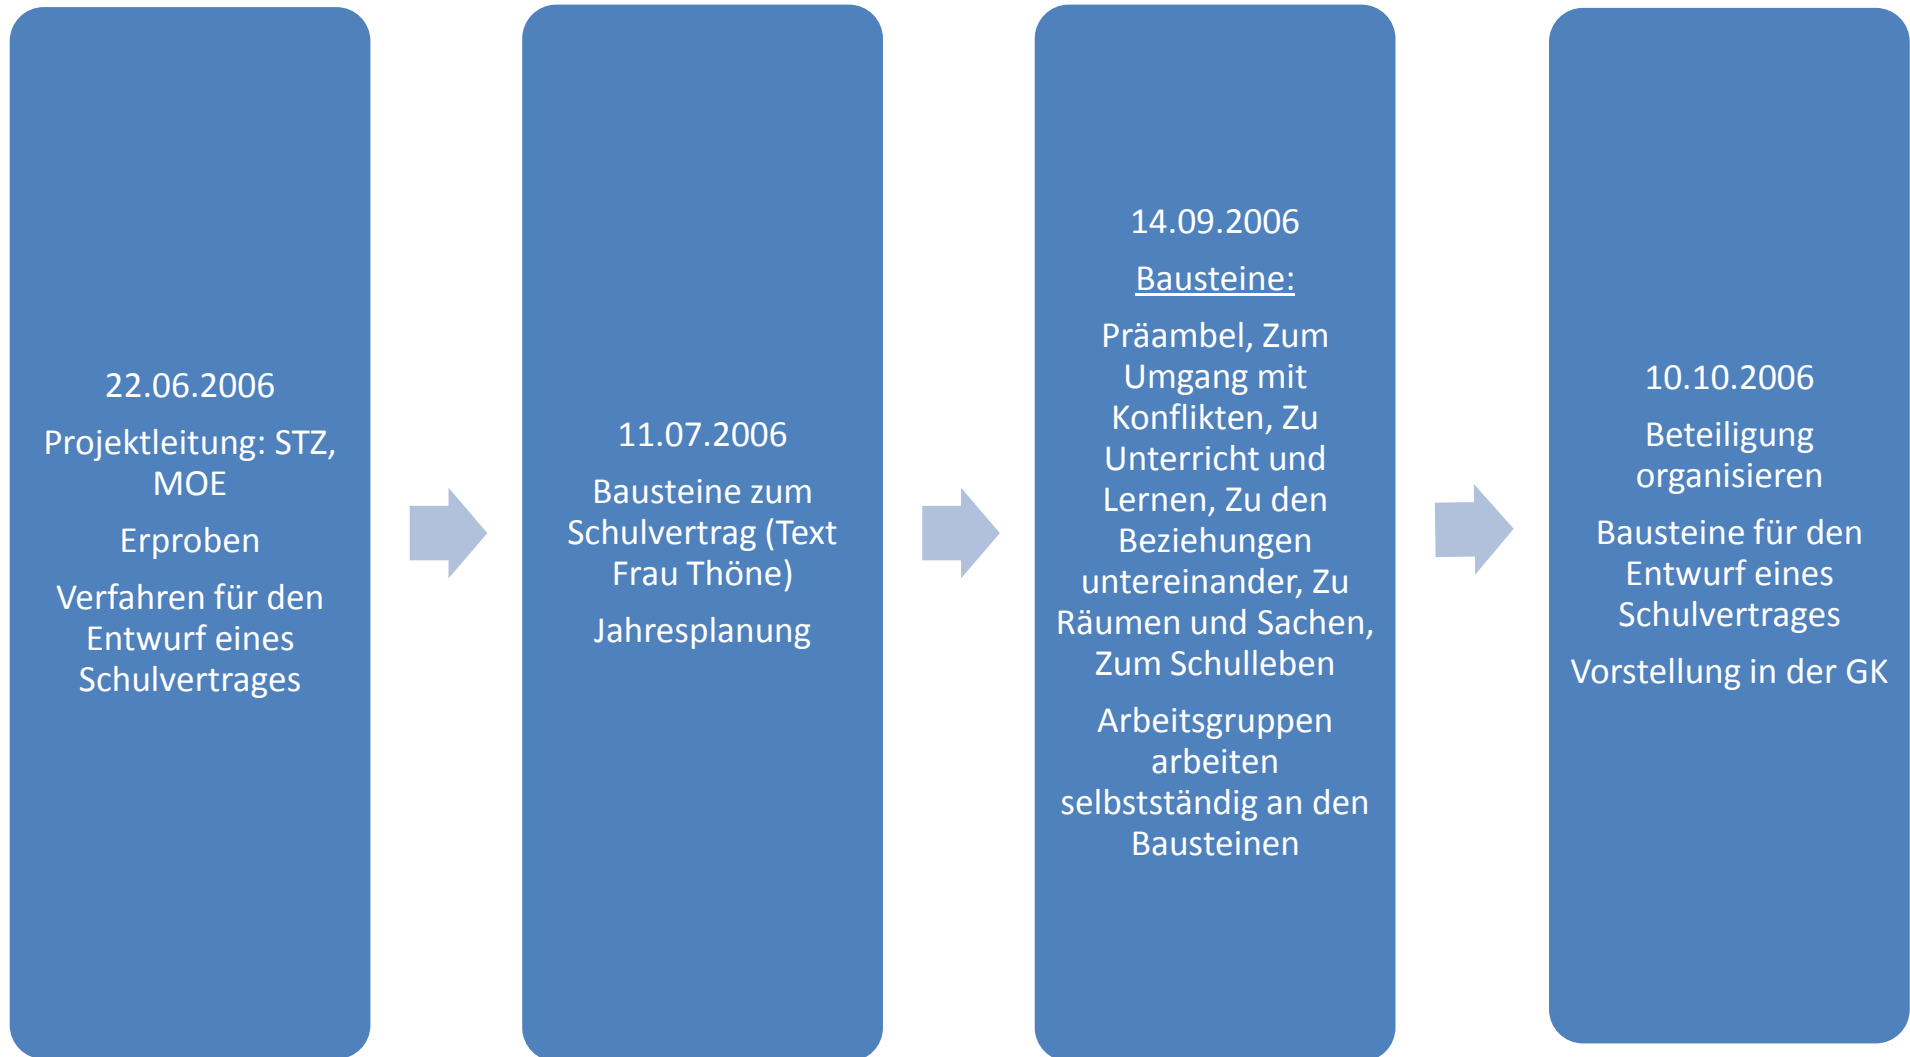 22.06.2006
Projektleitung: STZ,
MOE
Erproben
Verfahren für den
Entwurf eines
Schulvertrages
11.07.2006
Bausteine zum
Schulvertrag (Text
Frau Thöne)
Jahresplanung
14.09.2006
Bausteine:
Präambel, Zum
Umgang mit
Konflikten, Zu
Unterricht und
Lernen, Zu den
Beziehungen
untereinander, Zu
Räumen und Sachen,
Zum Schulleben
Arbeitsgruppen
arbeiten
selbstständig an den
Bausteinen
10.10.2006
Beteiligung
organisieren
Bausteine für den
Entwurf eines
Schulvertrages
Vorstellung in der GK